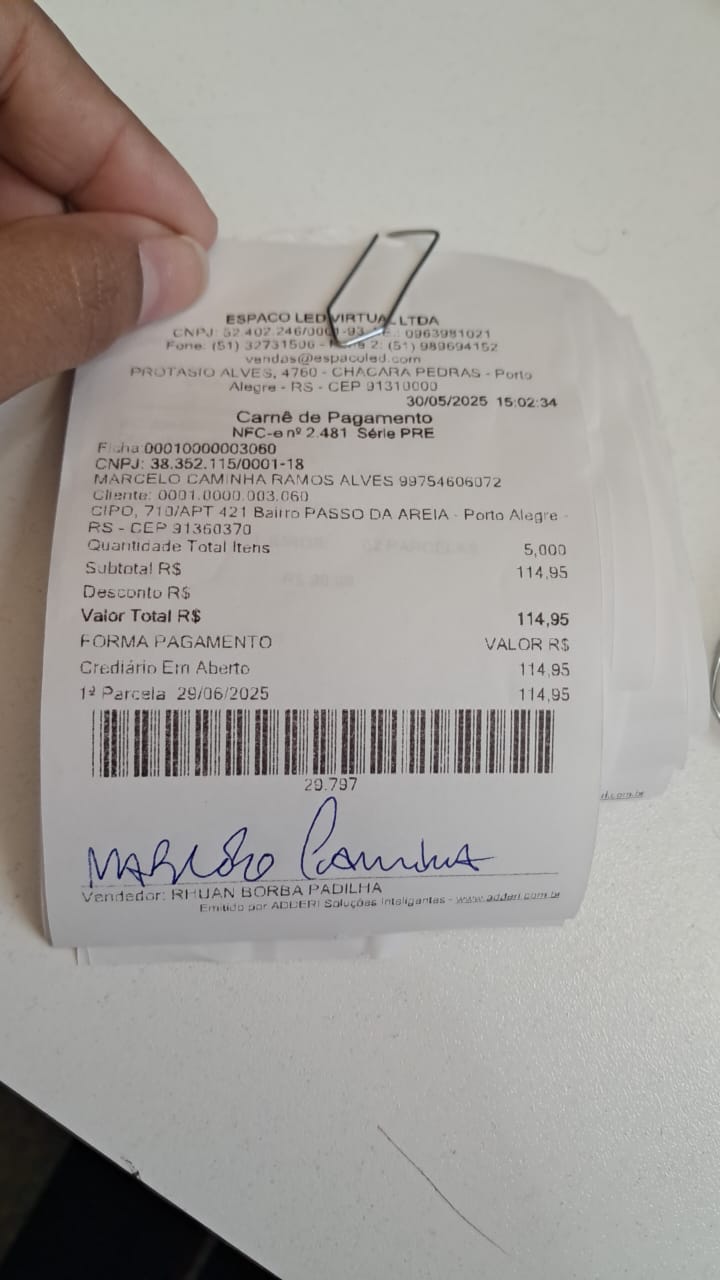 ESPACO LED VIRTUAL LTDA
CNPJ: 52.402.246/0001-93 0963981021
Fone: (51) 32731506 - 2: (51) 989694152
vendas@espacoled.com
PROTASIO ALVES, 4760 - CHACARA PEDRAS - Porto
Alegre - RS - CEP 91310000
30/05/2025 15:02:34
Carnê de Pagamento
NFC-e nº 2.481 Série PRE
Ficha 00010000003060
CNPJ: 38.352.115/0001-18
MARCELO CAMINHA RAMOS ALVES 99754606072
Cliente: 0001.0000.003.060
CIPO, 710/APT 421 Bairro PASSO DA AREIA - Porto Alegre -
RS - CEP 91360370
Quantidade Total Itens 5,000
Subtotal R$ 114,95
Desconto R$
Valor Total R$ 114,95
FORMA PAGAMENTO VALOR R$
Crediário Em Aberto 114,95
1ª Parcela 29/06/2025 114,95
29.797
Marcelo Caminha
Vendedor: RHUAN BORBA PADILHA
Emitido por ADDERI Soluções Inteligentes - www.adderi.com.br